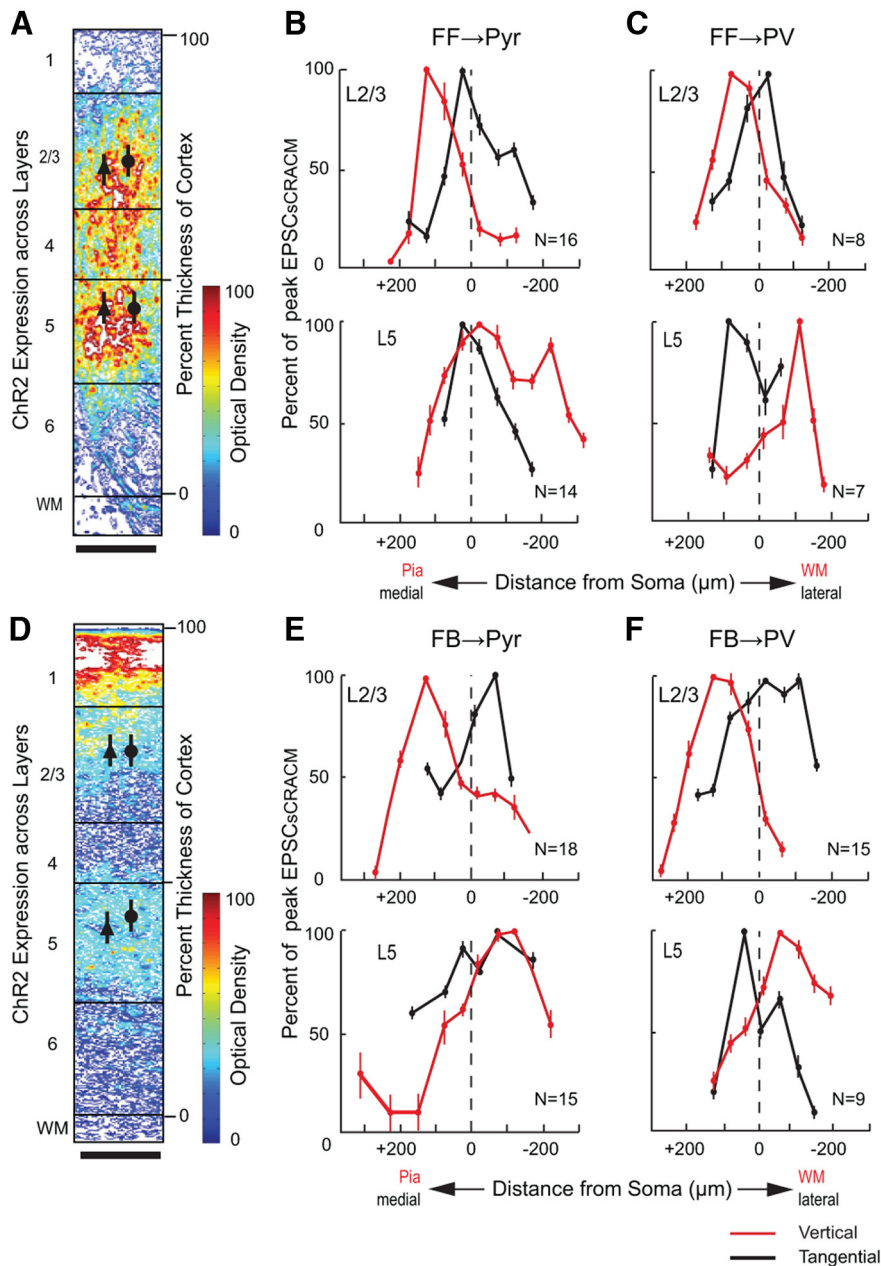 A
ChR2 Expression across Layers
1
2/3
4
5
6
WM
100
0
Percent Thickness of Cortex
100
0
Optical Density
B
FF→Pyr
L2/3
100
50
0
N=16
+200 0 -200
Percent of peak EPSCsCRACM
L5
100
50
0
N=14
+200 0 -200
C
FF→PV
L2/3
N=8
+200 0 -200
L5
N=7
+200 0 -200
Pia
medial
Distance from Soma (µm)
WM
lateral
D
ChR2 Expression across Layers
1
2/3
4
5
6
WM
100
0
Percent Thickness of Cortex
100
0
Optical Density
E
FB→Pyr
L2/3
100
50
0
N=18
+200 0 -200
Percent of peak EPSCsCRACM
L5
100
50
0
N=15
+200 0 -200
F
FB→PV
L2/3
N=15
+200 0 -200
L5
N=9
+200 0 -200
Pia
medial
Distance from Soma (µm)
WM
lateral
Vertical
Tangential